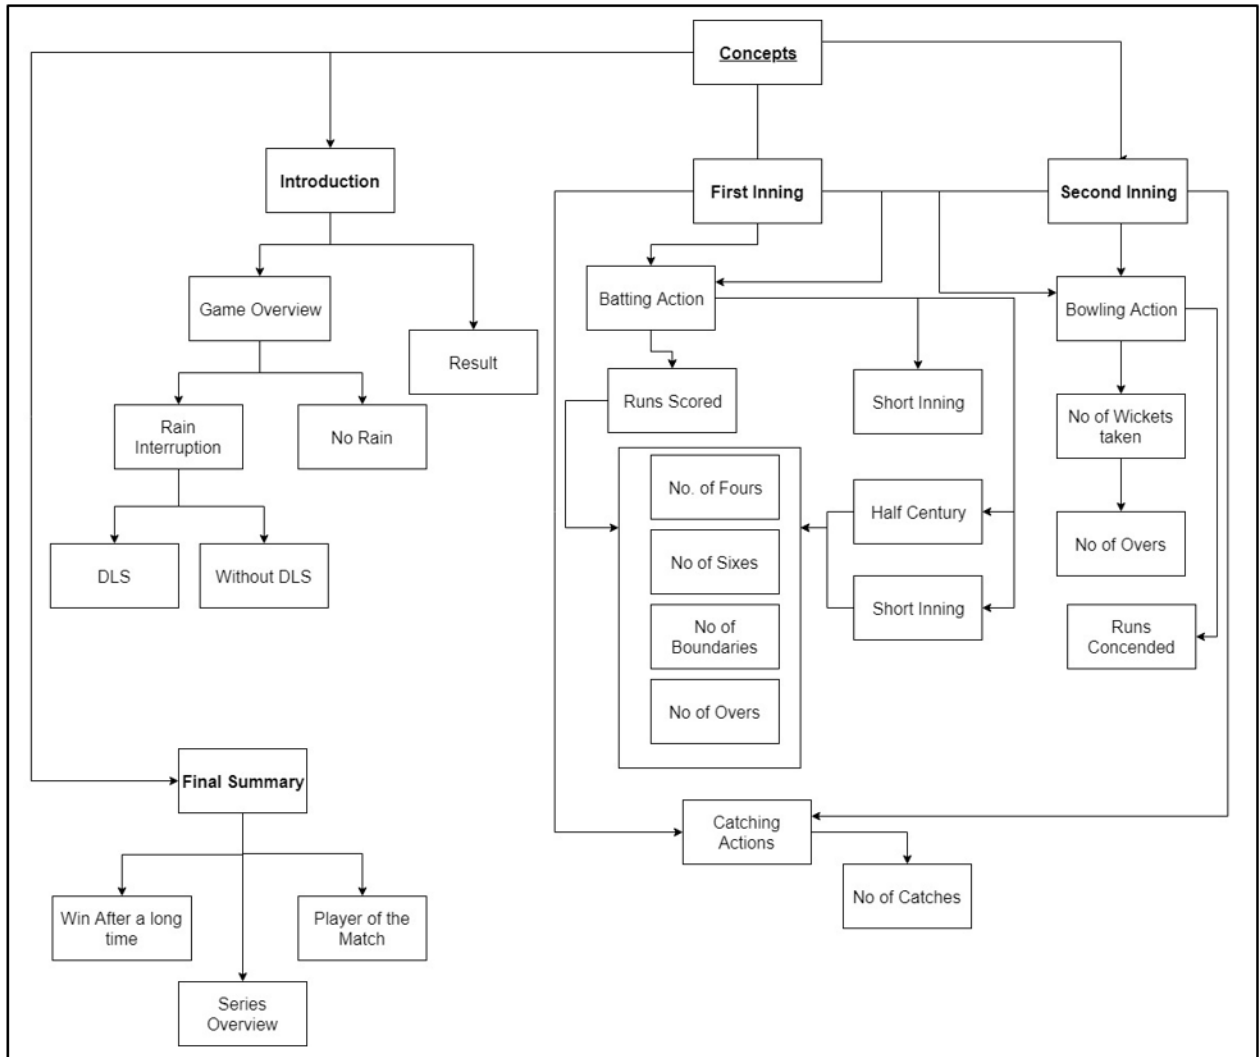 Concepts
Introduction
First Inning
Second Inning
Game Overview
Batting Action
Bowling Action
Result
Runs Scored
Short Inning
Rain
Interruption
No Rain
No of Wickets
taken
No. of Fours
Half Century
No of Overs
DLS
Without DLS
No of Sixes
Short Inning
No of
Boundaries
Runs
Concended
No of Overs
Final Summary
Catching
Actions
No of Catches
Win After a long
time
Player of the
Match
Series
Overview